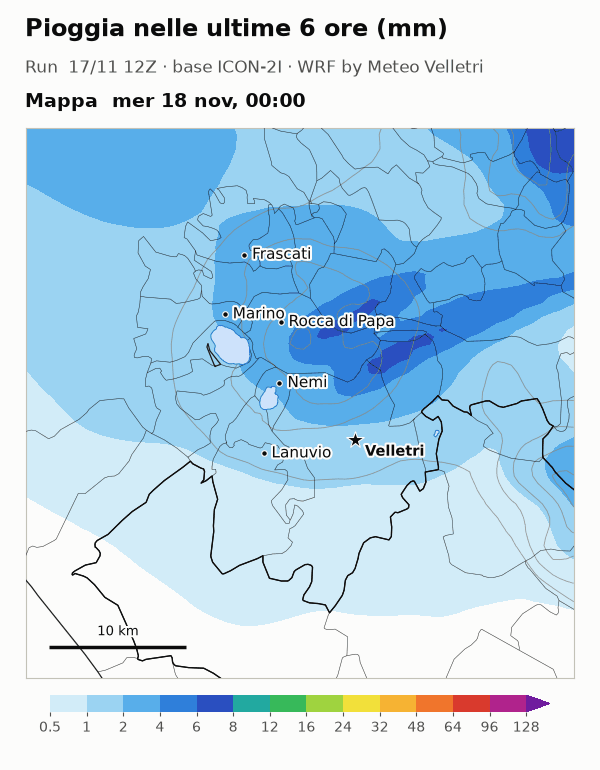 Pioggia nelle ultime 6 ore (mm)
Run  17/11 12Z · base ICON-2I · WRF by Meteo Velletri
Mappa  mer 18 nov, 00:00
Frascati
Marino
Rocca di Papa
Nemi
Velletri
Lanuvio
10 km
0.5 1 2 4 6 8 12 16 24 32 48 64 96 128